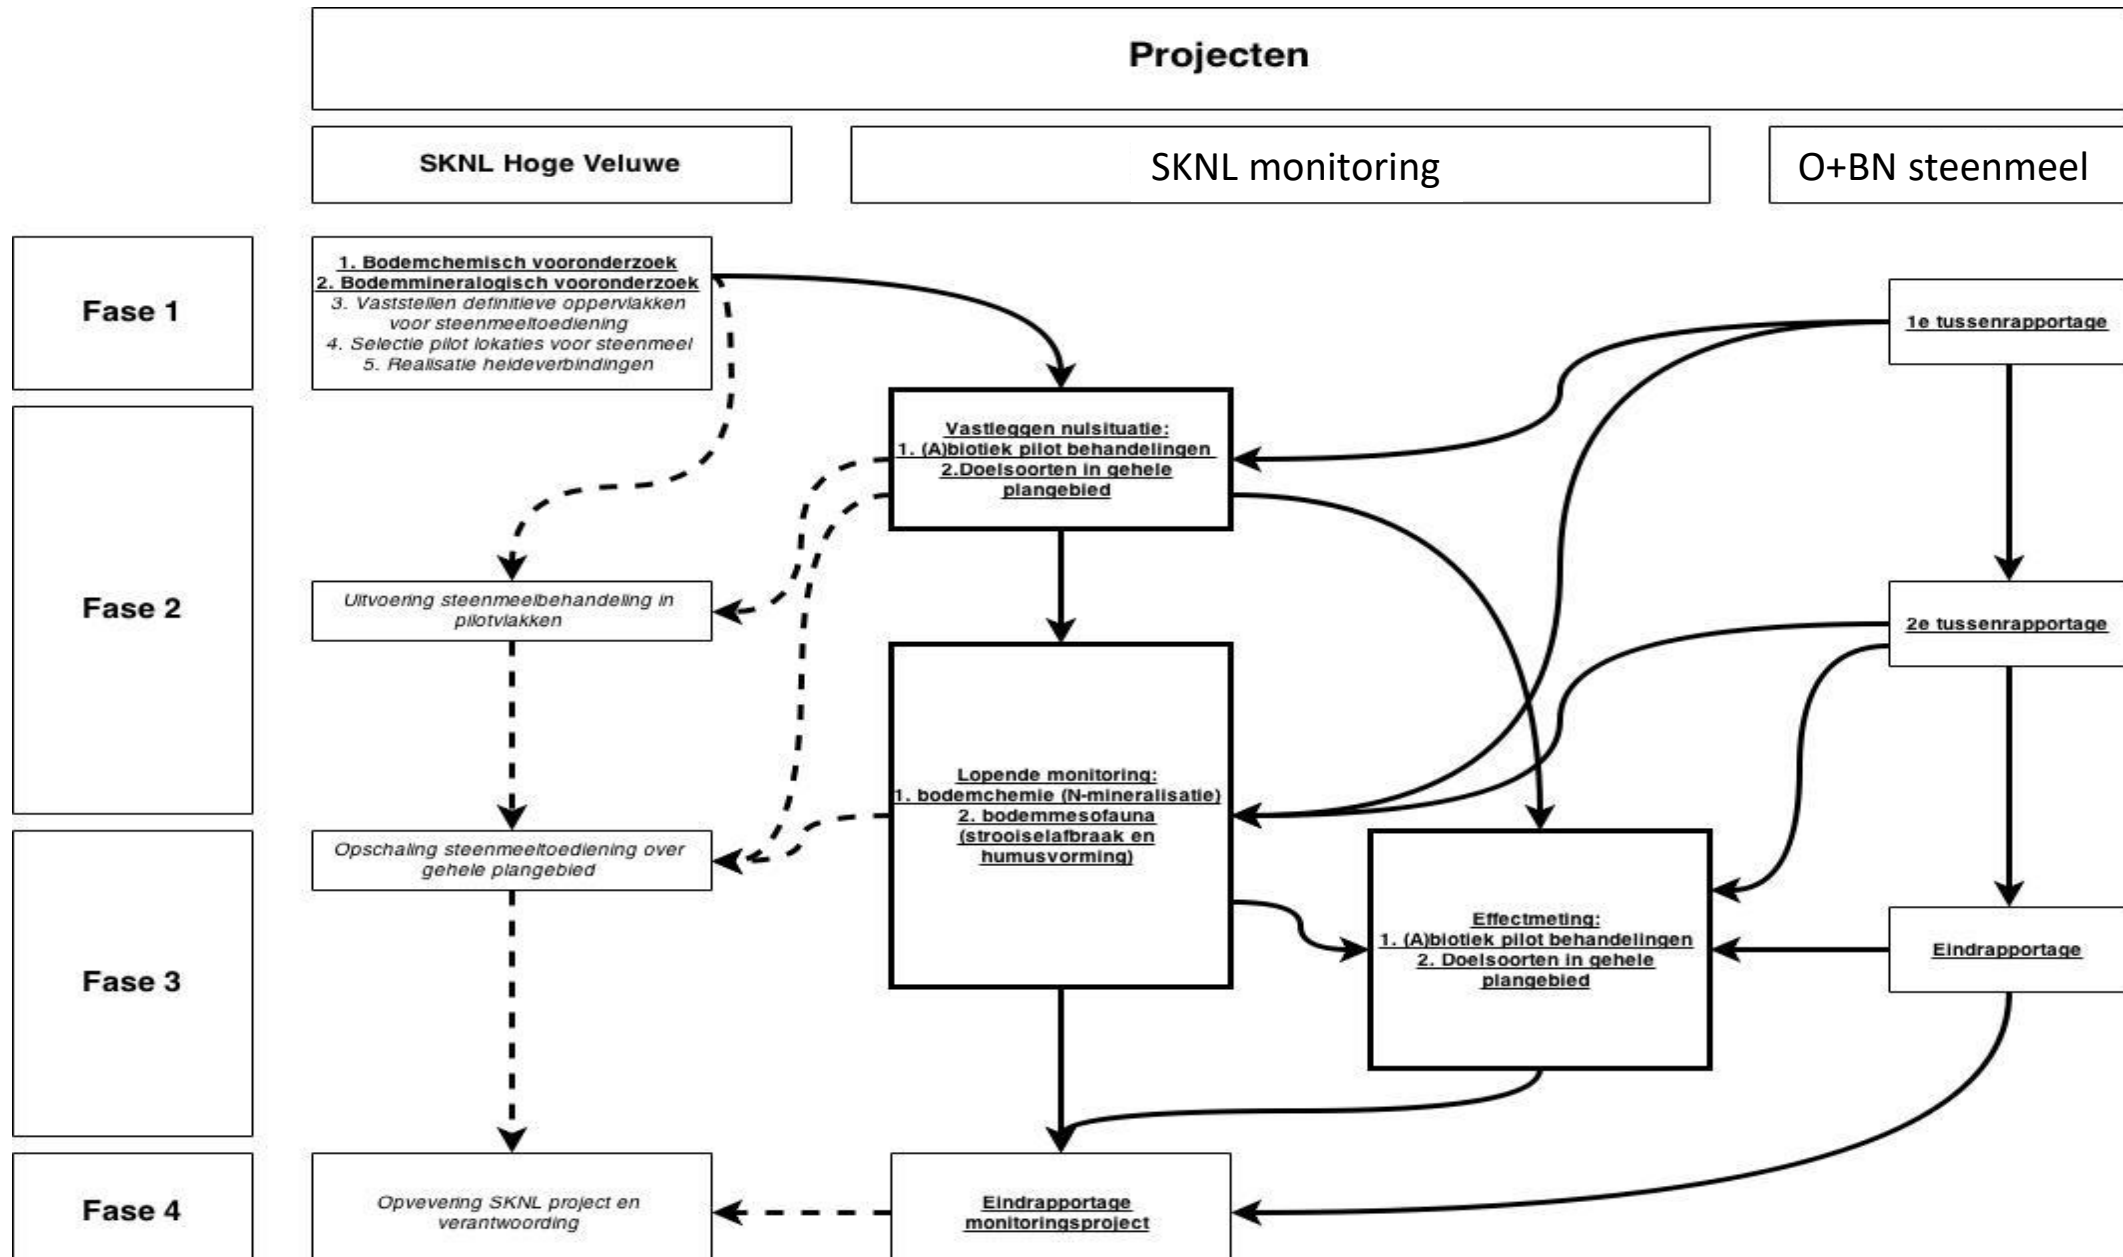 Projecten
SKNL Hoge Veluwe
SKNL monitoring
O+BN steenmeel
Fase 1
1. Bodemchemisch vooronderzoek
2. Bodemmineralogisch vooronderzoek
3. Vaststellen definitieve oppervlakken
voor steenmeeltoediening
4. Selectie pilot lokaties voor steenmeel
5. Realisatie heideverbindingen
1e tussenrapportage
Fase 2
Vastleggen nulsituatie:
1. (A)biotiek pilot behandelingen
2.Doelsoorten in gehele
plangebied
Uitvoering steenmeelbehandeling in
pilotvlakken
2e tussenrapportage
Lopende monitoring:
1. bodemchemie (N-mineralisatie)
2. bodemmesofauna
(strooiselafbraak en
humusvorming)
Fase 3
Opschaling steenmeeltoediening over
gehele plangebied
Effectmeting:
1. (A)biotiek pilot behandelingen
2. Doelsoorten in gehele
plangebied
Eindrapportage
Fase 4
Opvevering SKNL project en
verantwoording
Eindrapportage
monitoringsproject